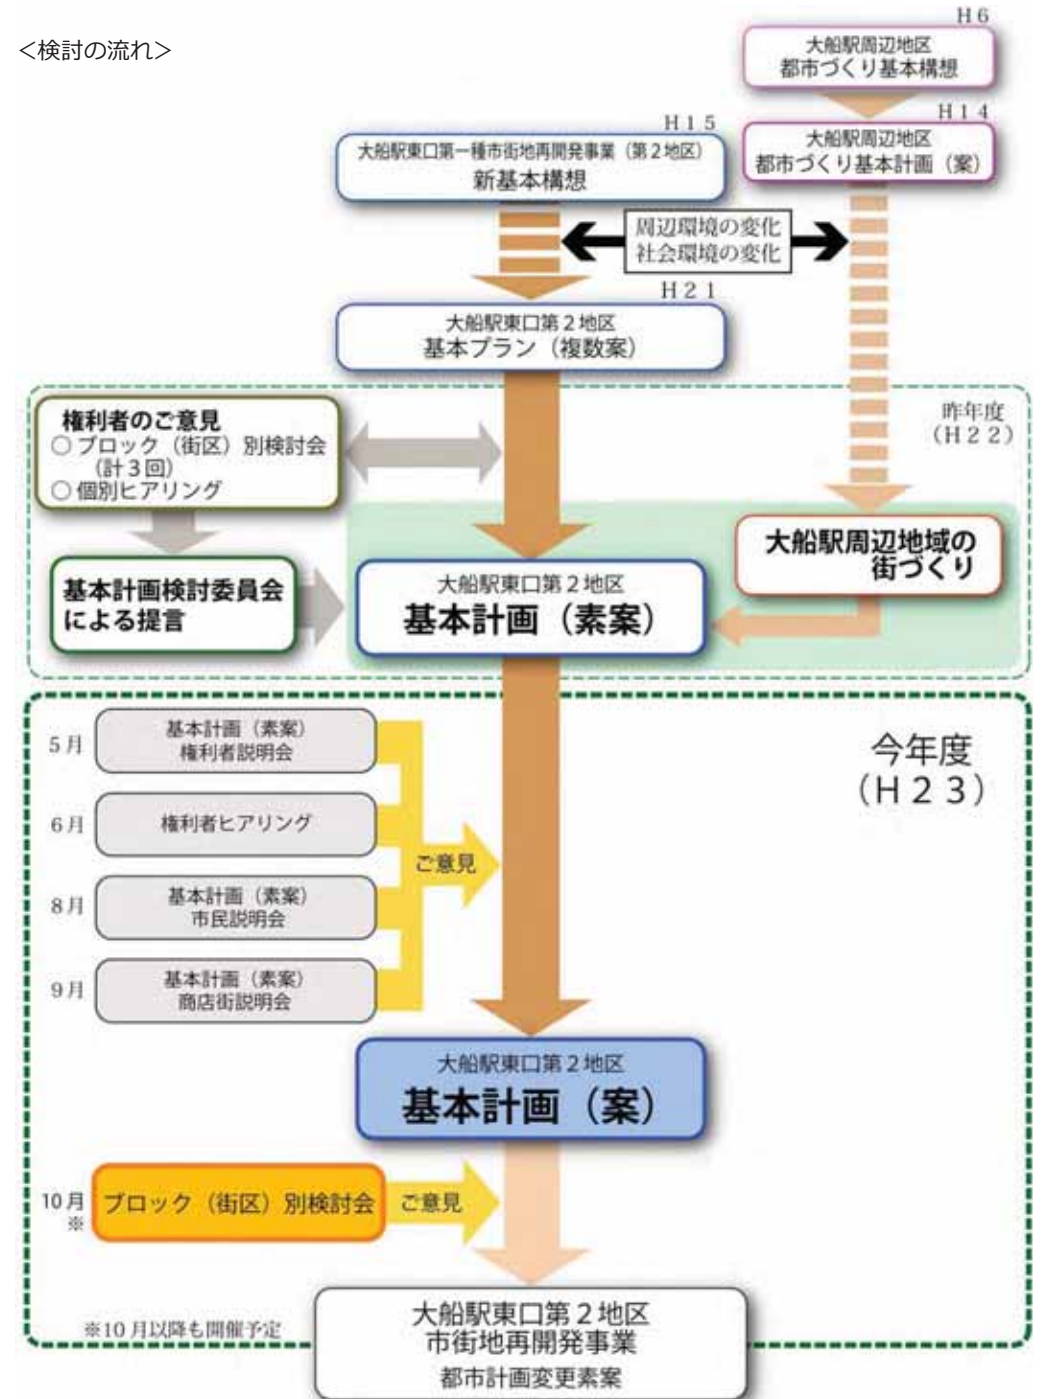 <検討の流れ>
H6
大船駅周辺地区
都市づくり基本構想
H14
大船駅周辺地区
都市づくり基本計画（案）
H15
大船駅東口第一種市街地再開発事業（第２地区）
新基本構想
周辺環境の変化
社会環境の変化
H21
大船駅東口第２地区
基本プラン（複数案）
昨年度
（H22）
権利者のご意見
○ ブロック（街区）別検討会
（計３回）
○ 個別ヒアリング
基本計画検討委員会
による提言
大船駅東口第２地区
基本計画（素案）
大船駅周辺地域の
街づくり
今年度
（H23）
5月
基本計画（素案）
権利者説明会
6月
権利者ヒアリング
ご意見
8月
基本計画（素案）
市民説明会
9月
基本計画（素案）
商店街説明会
大船駅東口第２地区
基本計画（案）
10月
※
ブロック（街区）別検討会
ご意見
※10月以降も開催予定
大船駅東口第２地区
市街地再開発事業
都市計画変更素案